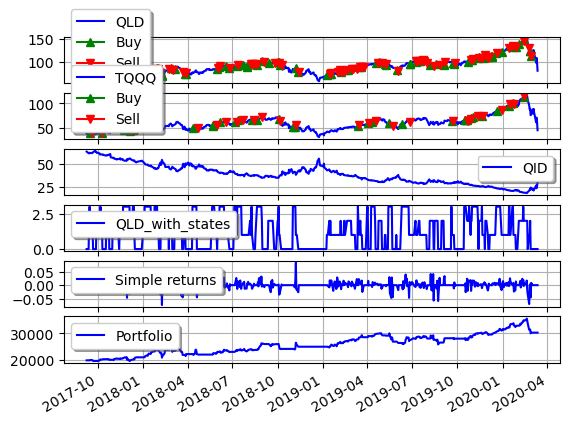 QLD
Buy
Sell
150
100
TQQQ
Buy
Sell
100
50
QID
50
25
QLD_with_states
2.5
0.0
Simple returns
0.05
0.00
−0.05
Portfolio
30000
20000
2017-10
2018-01
2018-04
2018-07
2018-10
2019-01
2019-04
2019-07
2019-10
2020-01
2020-04